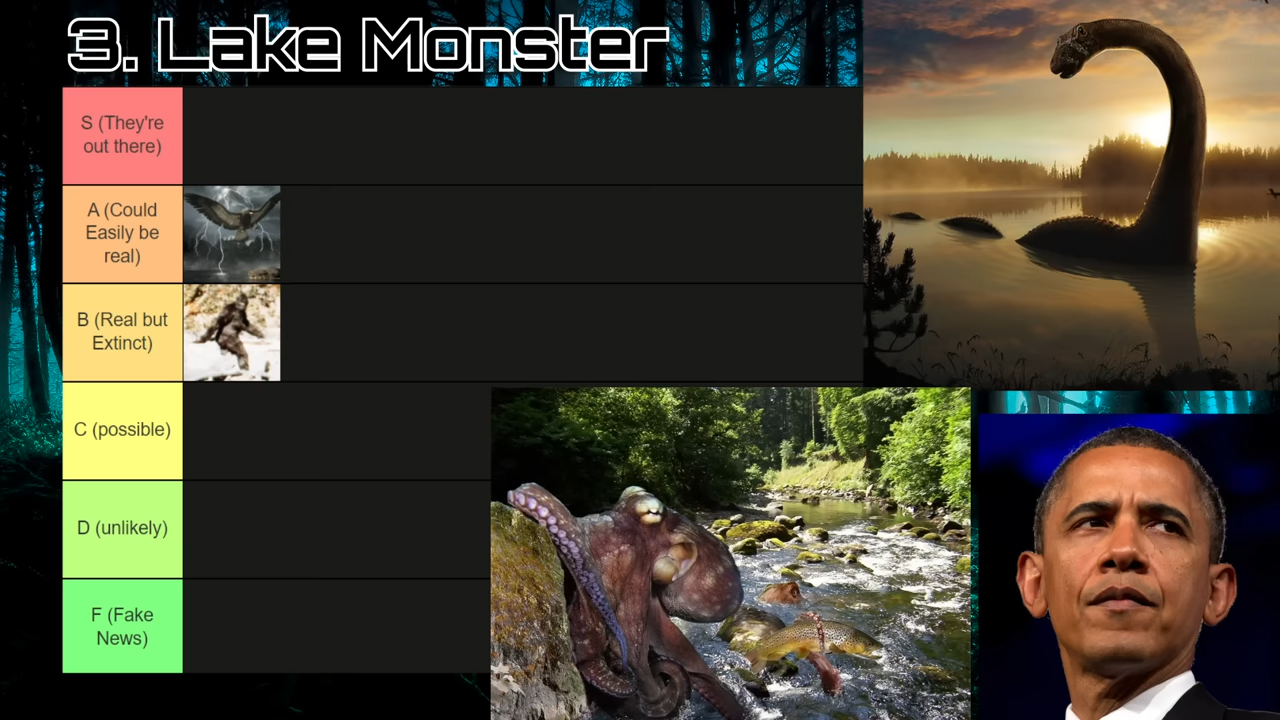 3. Lake Monster
S (They're
out there)
A (Could
Easily be
real)
B (Real but
Extinct)
C (possible)
D (unlikely)
F (Fake
News)